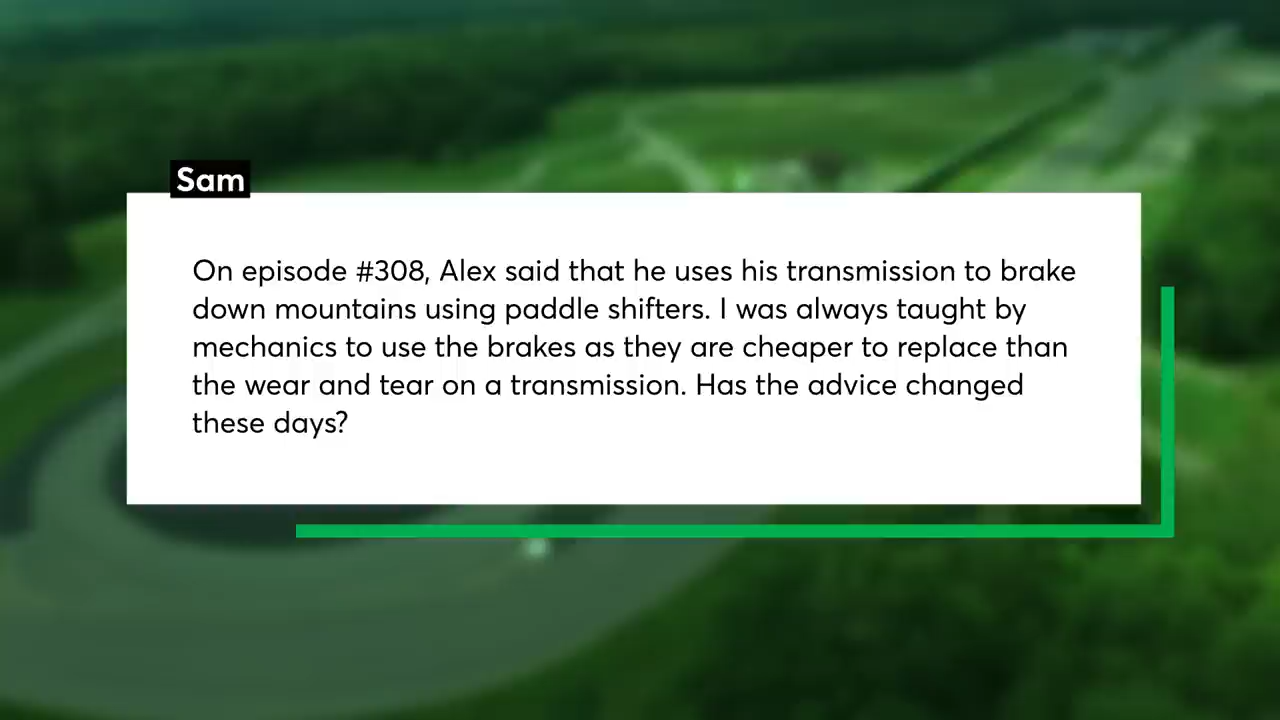 Sam
On episode #308, Alex said that he uses his transmission to brake
down mountains using paddle shifters. I was always taught by
mechanics to use the brakes as they are cheaper to replace than
the wear and tear on a transmission. Has the advice changed
these days?